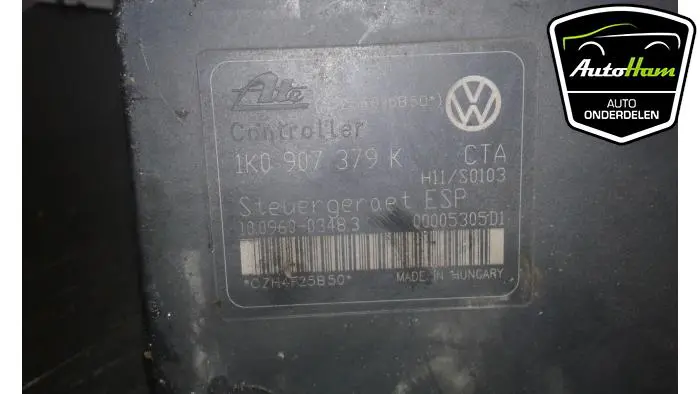 AutoHam
AUTO
ONDERDELEN
Ate
Controller
1K0 907 379 K CTA
H11/S0103
Steuergeraet ESP
10.0960-0348.3 00005305D1
*CZH4F25B50*
MADE IN HUNGARY